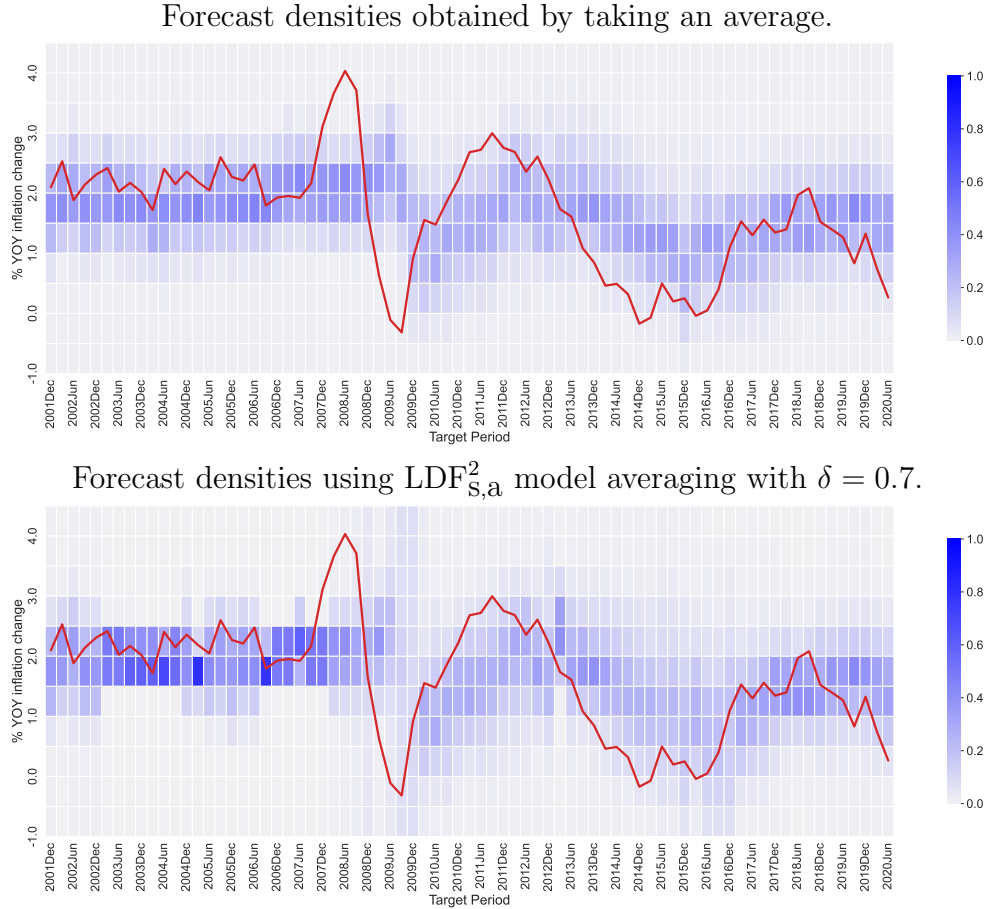 Forecast densities obtained by taking an average.
% YOY inflation change
4.0
3.0
2.0
1.0
0.0
-1.0
1.0
0.8
0.6
0.4
0.2
0.0
2001Dec
2002Jun
2002Dec
2003Jun
2003Dec
2004Jun
2004Dec
2005Jun
2005Dec
2006Jun
2006Dec
2007Jun
2007Dec
2008Jun
2008Dec
2009Jun
2009Dec
2010Jun
2010Dec
2011Jun
2011Dec
2012Jun
2012Dec
2013Jun
2013Dec
2014Jun
2014Dec
2015Jun
2015Dec
2016Jun
2016Dec
2017Jun
2017Dec
2018Jun
2018Dec
2019Jun
2019Dec
2020Jun
Target Period
Forecast densities using LDF²ₛ,ₐ model averaging with δ = 0.7.
% YOY inflation change
4.0
3.0
2.0
1.0
0.0
-1.0
1.0
0.8
0.6
0.4
0.2
0.0
2001Dec
2002Jun
2002Dec
2003Jun
2003Dec
2004Jun
2004Dec
2005Jun
2005Dec
2006Jun
2006Dec
2007Jun
2007Dec
2008Jun
2008Dec
2009Jun
2009Dec
2010Jun
2010Dec
2011Jun
2011Dec
2012Jun
2012Dec
2013Jun
2013Dec
2014Jun
2014Dec
2015Jun
2015Dec
2016Jun
2016Dec
2017Jun
2017Dec
2018Jun
2018Dec
2019Jun
2019Dec
2020Jun
Target Period